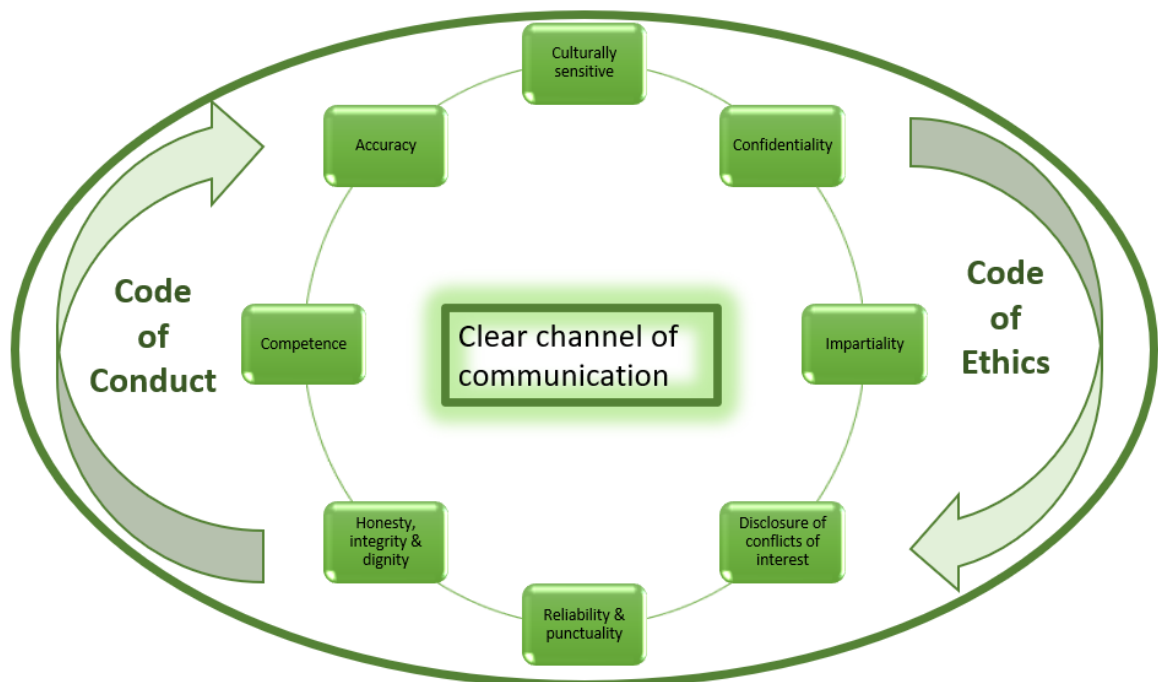 Culturally
sensitive
Accuracy
Confidentiality
Code
of
Conduct
Competence
Clear channel of
communication
Impartiality
Code
of
Ethics
Honesty,
integrity &
dignity
Disclosure of
conflicts of
interest
Reliability &
punctuality